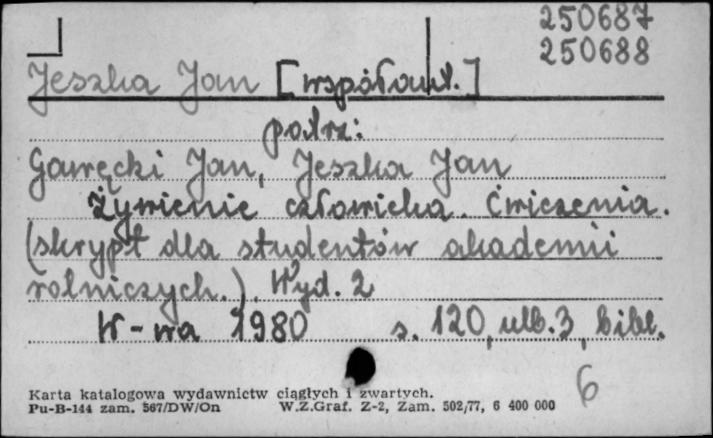 250687
250688
Jeszka Jan [współaut.]
patrz:
Gawęcki Jan, Jeszka Jan
Żywienie człowieka. Ćwiczenia.
(skrypt dla studentów akademii
rolniczych.). Wyd. 2
W-wa 1980 s. 120, ulb. 3, bibl.
6
Karta katalogowa wydawnictw ciągłych i zwartych.
Pu-B-144 zam. 567/DW/On W.Z.Graf. Z-2, Zam. 502/77, 6 400 000